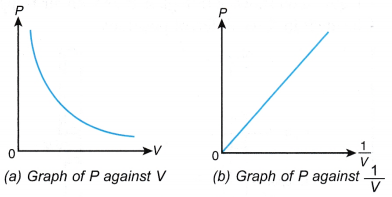 P
0
V
(a) Graph of P against V
P
0
1/V
(b) Graph of P against 1/V